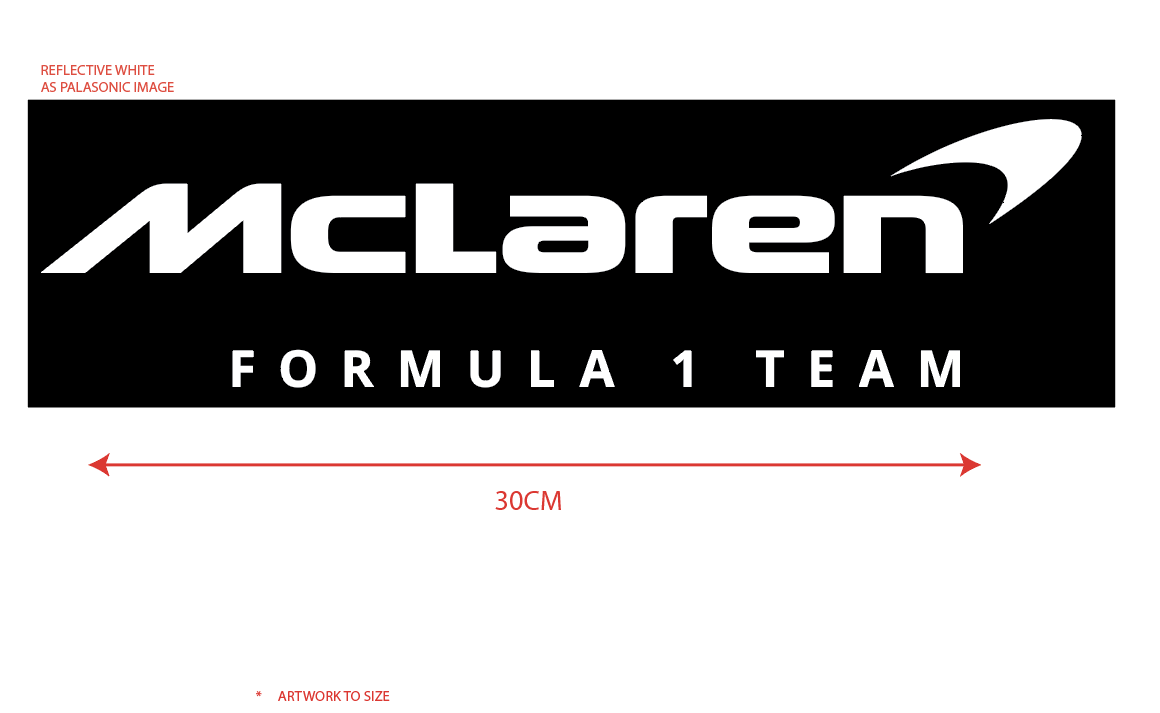 REFLECTIVE WHITE
AS PALASONIC IMAGE
McLaren
FORMULA 1 TEAM
30CM
* ARTWORK TO SIZE